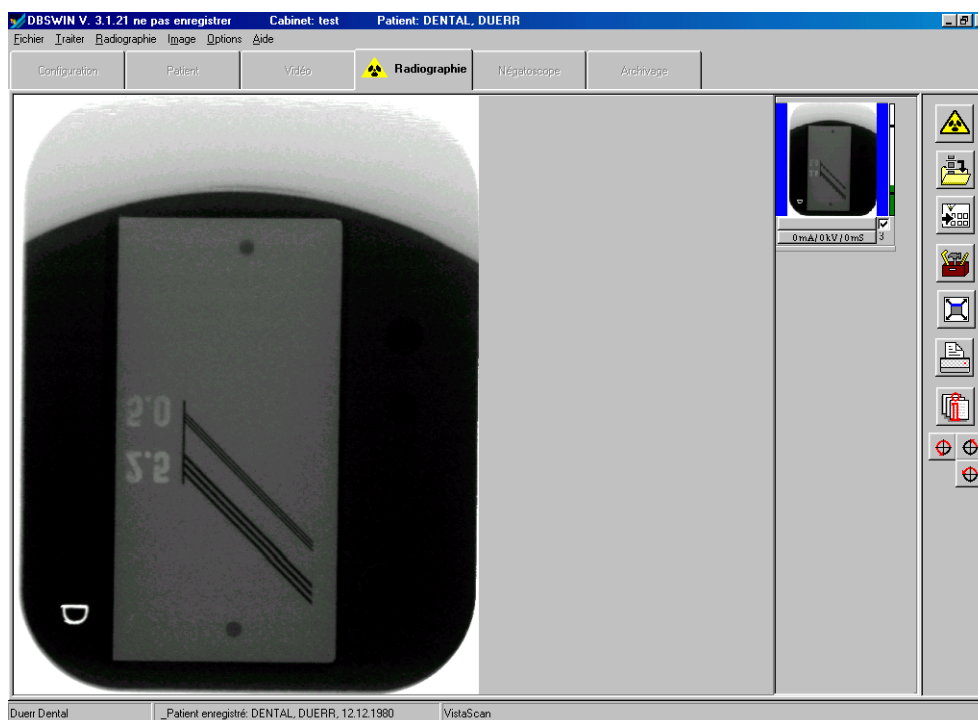 DBSWIN V. 3.1.21 ne pas enregistrer Cabinet: test Patient: DENTAL, DUERR
Fichier Traiter Radiographie Image Options Aide
Configuration Patient Vidéo Radiographie Négatoscope Archivage
5.0
2.5
D
0mA/0kV/0mS 3
Duerr Dental _Patient enregistré: DENTAL, DUERR, 12.12.1980 VistaScan